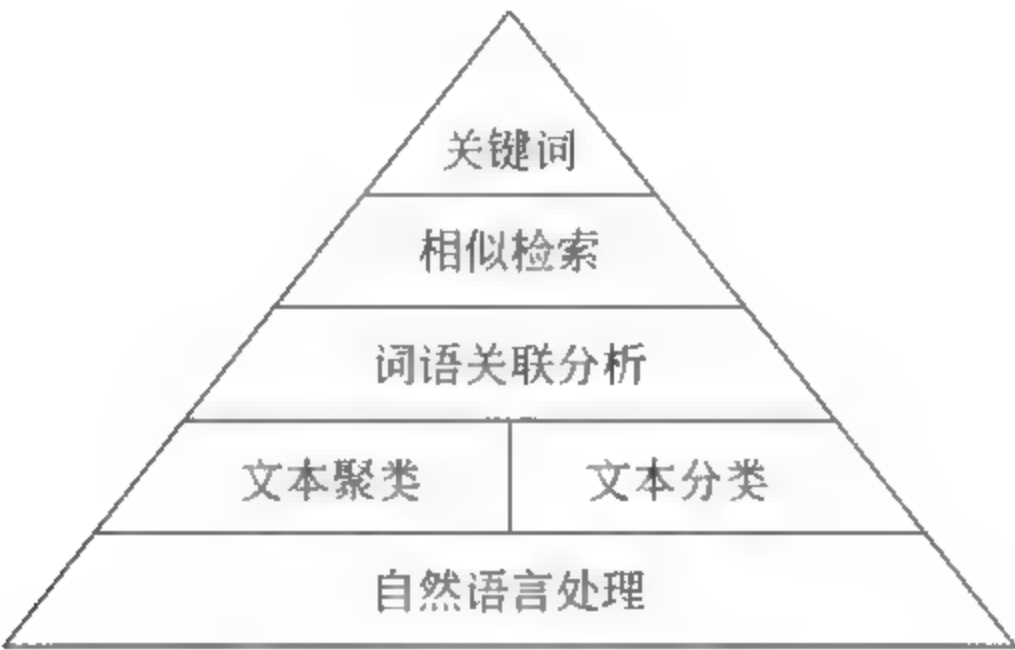 关键词
相似检索
词语关联分析
文本聚类 文本分类
自然语言处理